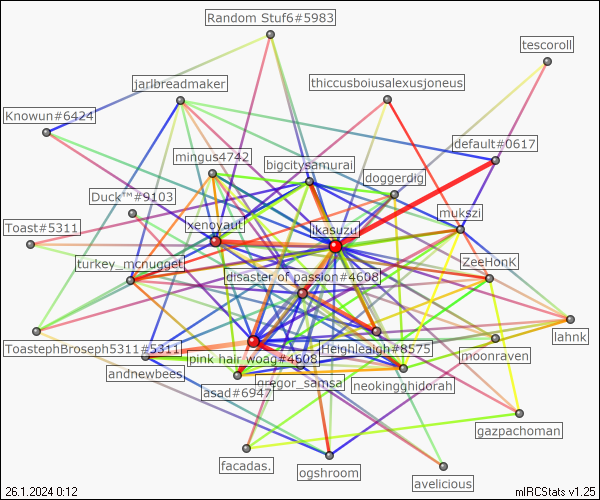 Random Stuf6#5983
tescoroll
jarlbreadmaker
thiccusboiusalexusjoneus
Knowun#6424
default#0617
mingus4742
bigcitysamurai
doggerdig
Duck™#9103
mukszi
Toast#5311
xenoyaut
ikasuzu
turkey_mcnugget
ZeeHonK
disaster of passion#4608
lahnk
ToastephBroseph5311#5311
Heighleaigh#8575
moonraven
pink hair woag#4608
andnewbees
gregor_samsa
neokingghidorah
asad#6947
gazpachoman
facadas.
ogshroom
avelicious
26.1.2024 0:12
mIRCStats v1.25